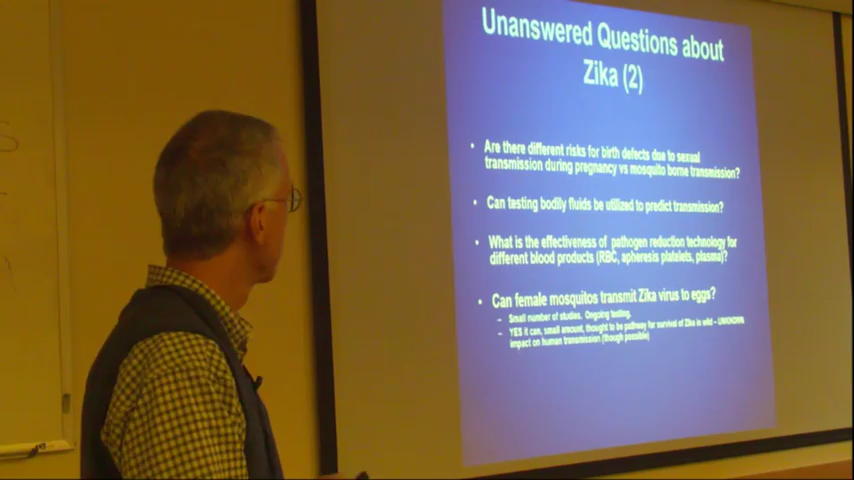 Unanswered Questions about
Zika (2)
• Are there different risks for birth defects due to sexual
transmission during pregnancy vs mosquito borne transmission?
• Can testing bodily fluids be utilized to predict transmission?
• What is the effectiveness of pathogen reduction technology for
different blood products (RBC, apheresis platelets, plasma)?
• Can female mosquitos transmit Zika virus to eggs?
– Small number of studies. Ongoing testing.
– YES it can, small amount, thought to be pathway for survival of Zika in wild – UNKNOWN
impact on human transmission (though possible)